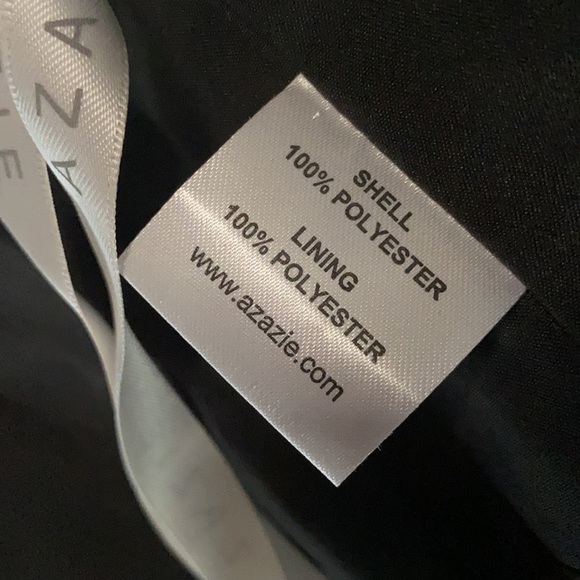 AZA
SHELL
100% POLYESTER
LINING
100% POLYESTER
www.azazie.com